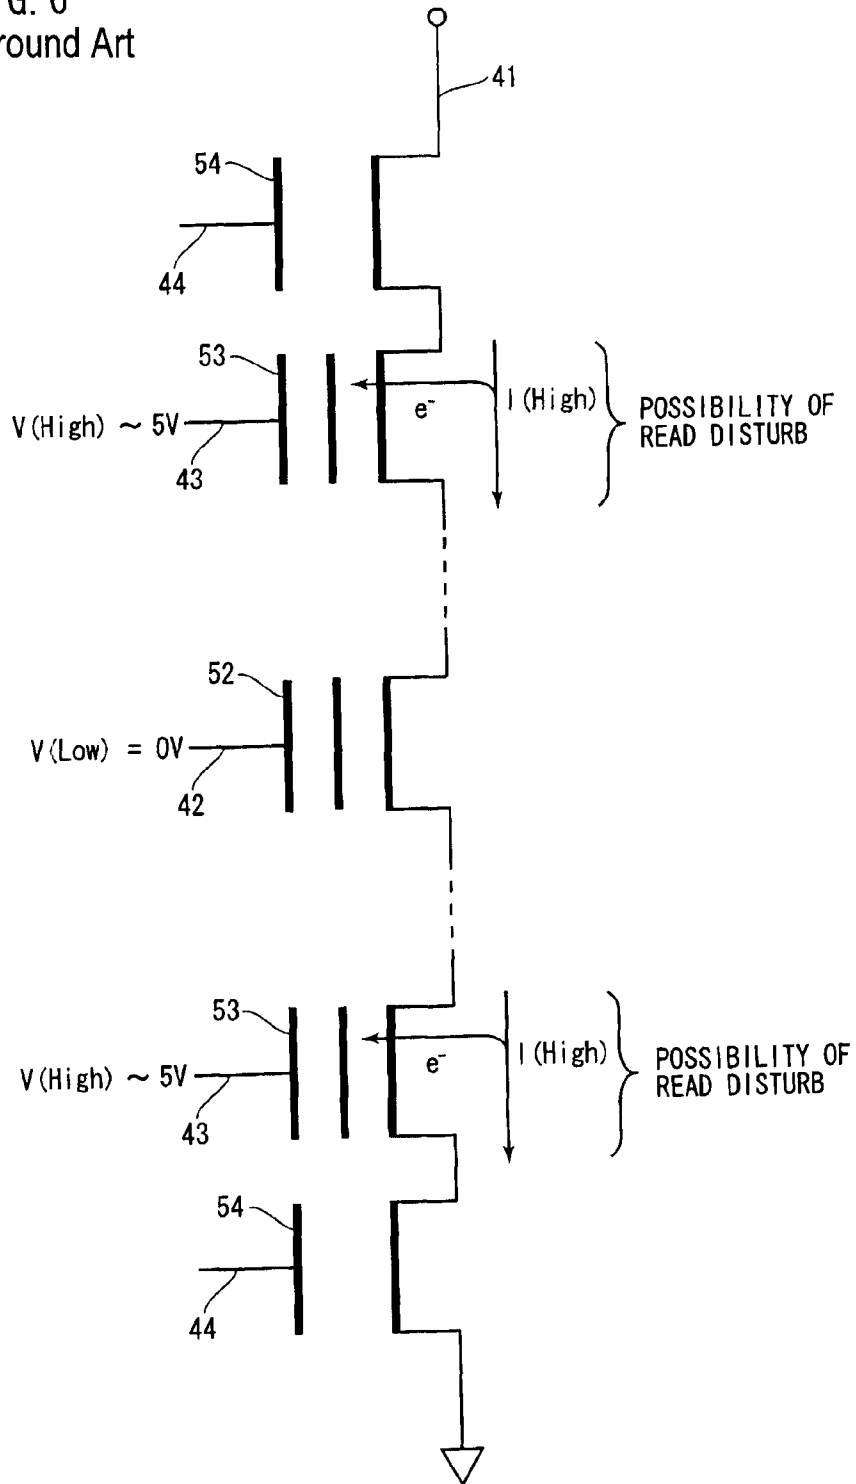 G. 6
round Art
41
54
44
53
V(High) ~ 5V
43
e-
I(High)
POSSIBILITY OF
READ DISTURB
52
V(Low) = 0V
42
53
V(High) ~ 5V
43
e-
I(High)
POSSIBILITY OF
READ DISTURB
54
44